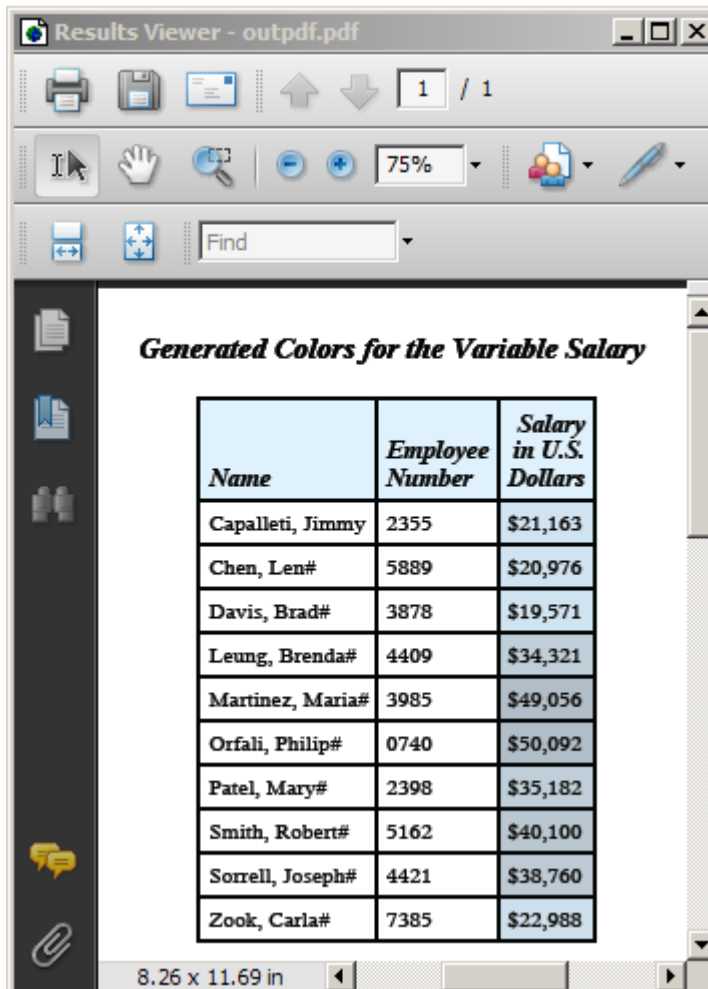 Results Viewer - outpdf.pdf
1 / 1
75%
Find
Generated Colors for the Variable Salary
Name Employee Number Salary in U.S. Dollars
Capalleti, Jimmy 2355 $21,163
Chen, Len# 5889 $20,976
Davis, Brad# 3878 $19,571
Leung, Brenda# 4409 $34,321
Martinez, Maria# 3985 $49,056
Orfali, Philip# 0740 $50,092
Patel, Mary# 2398 $35,182
Smith, Robert# 5162 $40,100
Sorrell, Joseph# 4421 $38,760
Zook, Carla# 7385 $22,988
8.26 x 11.69 in